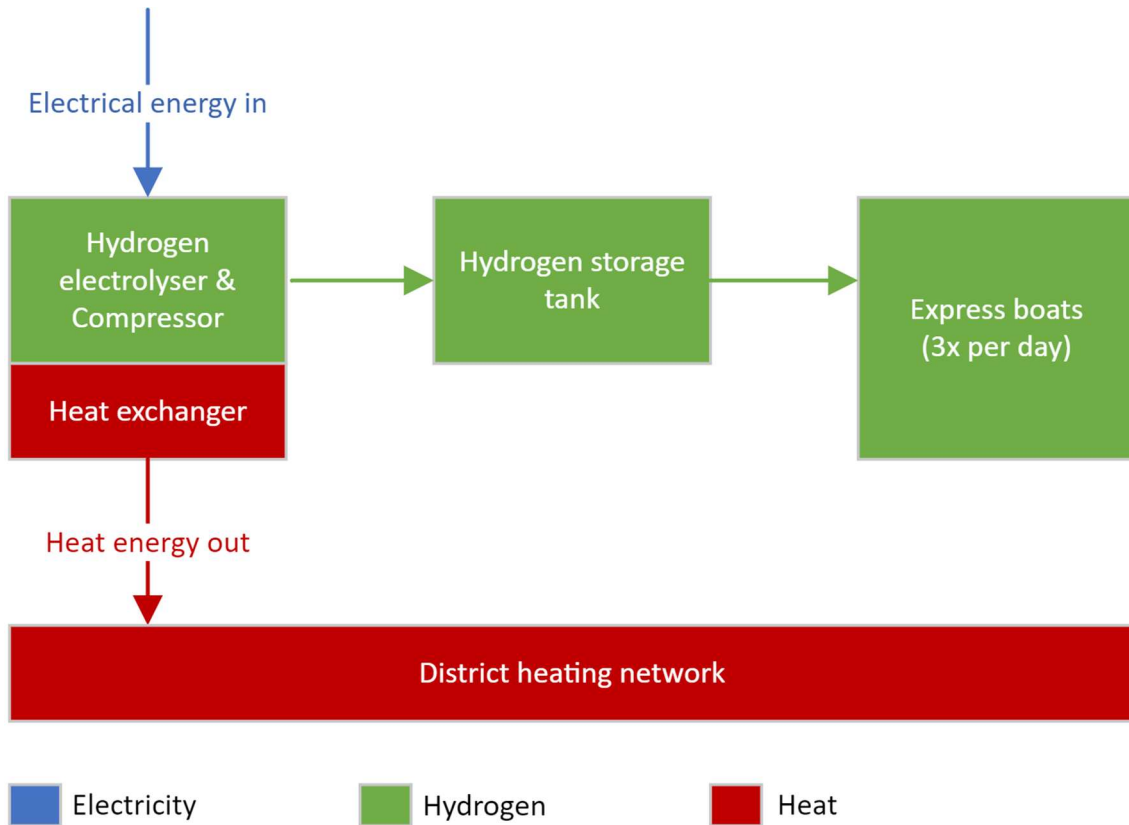 Electrical energy in
Hydrogen
electrolyser &
Compressor
Hydrogen storage
tank
Express boats
(3x per day)
Heat exchanger
Heat energy out
District heating network
Electricity
Hydrogen
Heat